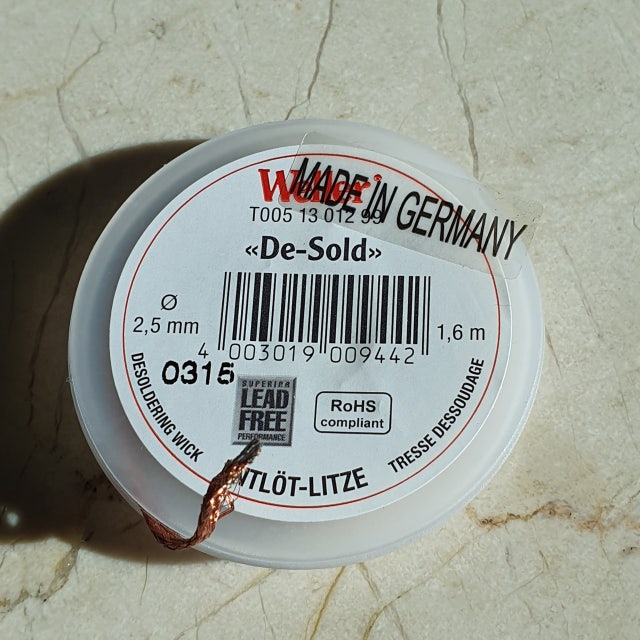 Weller
MADE IN GERMANY
T005 13 012 99
«De-Sold»
Ø
2,5 mm
1,6 m
4 003019 009442
0315
SUPERIOR
LEAD
FREE
PERFORMANCE
RoHS
compliant
DESOLDERING WICK
NTLÖT-LITZE
TRESSE DESSOUDAGE